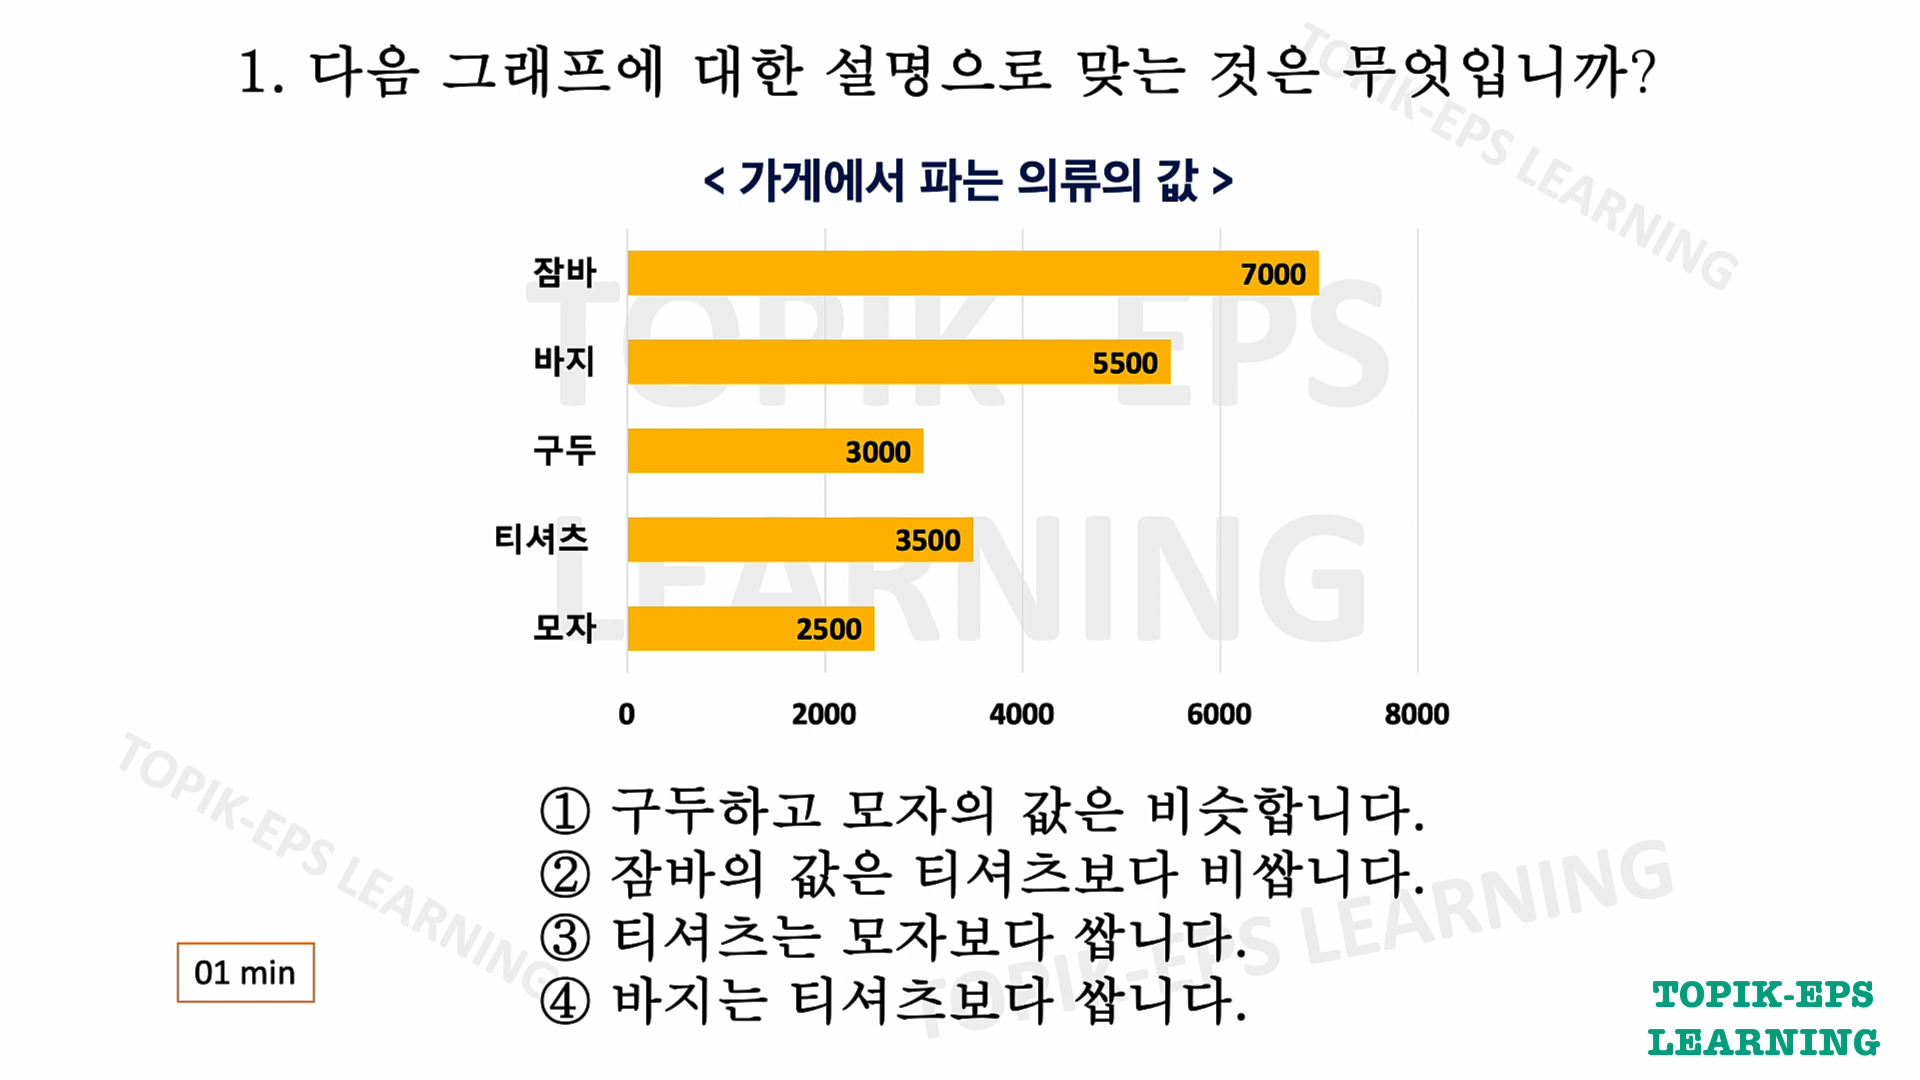 1. 다음 그래프에 대한 설명으로 맞는 것은 무엇입니까?
< 가게에서 파는 의류의 값 >
잠바 7000
바지 5500
구두 3000
티셔츠 3500
모자 2500
0 2000 4000 6000 8000
① 구두하고 모자의 값은 비슷합니다.
② 잠바의 값은 티셔츠보다 비쌉니다.
③ 티셔츠는 모자보다 쌉니다.
④ 바지는 티셔츠보다 쌉니다.
01 min
TOPIK-EPS
LEARNING
TOPIK-EPS LEARNING
TOPIK-EPS
LEARNING
TOPIK-EPS LEARNING
TOPIK-EPS LEARNING